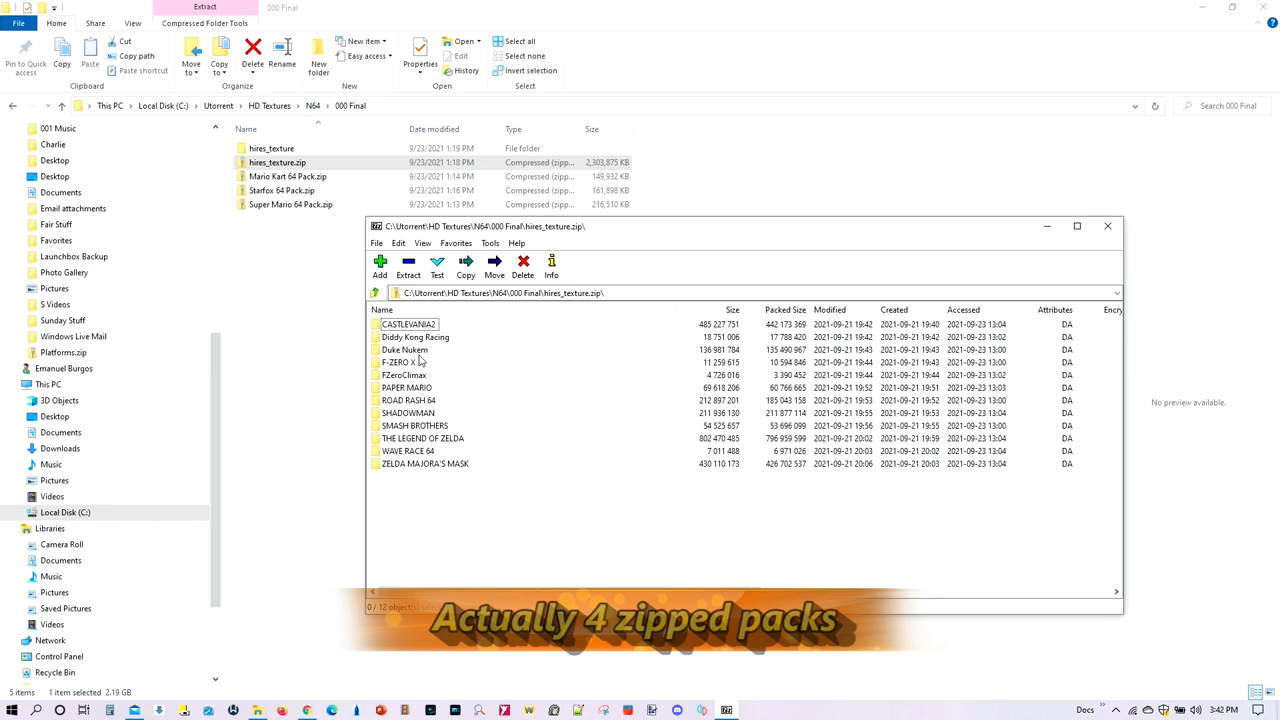 Extract
000 Final
File
Home
Share
View
Compressed Folder Tools
Pin to Quick access
Copy
Paste
Cut
Copy path
Paste shortcut
Clipboard
Move to
Copy to
Delete
Rename
Organize
New folder
New item
Easy access
New
Properties
Open
Edit
History
Open
Select all
Select none
Invert selection
Select
This PC > Local Disk (C:) > Utorrent > HD Textures > N64 > 000 Final
Search 000 Final
001 Music
Charlie
Desktop
Desktop
Documents
Email attachments
Fair Stuff
Favorites
Launchbox Backup
Photo Gallery
Pictures
S Videos
Sunday Stuff
Windows Live Mail
Platforms.zip
Emanuel Burgos
This PC
3D Objects
Desktop
Documents
Downloads
Music
Pictures
Videos
Local Disk (C:)
Libraries
Camera Roll
Documents
Music
Pictures
Saved Pictures
Videos
Network
Control Panel
Recycle Bin
Name Date modified Type Size
hires_texture 9/23/2021 1:19 PM File folder
hires_texture.zip 9/23/2021 1:18 PM Compressed (zipp... 2,303,875 KB
Mario Kart 64 Pack.zip 9/23/2021 1:14 PM Compressed (zipp... 149,932 KB
Starfox 64 Pack.zip 9/23/2021 1:16 PM Compressed (zipp... 161,898 KB
Super Mario 64 Pack.zip 9/23/2021 1:13 PM Compressed (zipp... 216,510 KB
C:\Utorrent\HD Textures\N64\000 Final\hires_texture.zip\
File Edit View Favorites Tools Help
Add Extract Test Copy Move Delete Info
C:\Utorrent\HD Textures\N64\000 Final\hires_texture.zip\
Name Size Packed Size Modified Created Accessed Attributes Encry
CASTLEVANIA2 485 227 751 442 173 369 2021-09-21 19:42 2021-09-21 19:40 2021-09-23 13:04 DA
Diddy Kong Racing 18 751 006 17 788 420 2021-09-21 19:42 2021-09-21 19:42 2021-09-23 13:04 DA
Duke Nukem 136 981 784 135 490 967 2021-09-21 19:43 2021-09-21 19:43 2021-09-23 13:00 DA
F-ZERO X 11 259 615 10 594 846 2021-09-21 19:44 2021-09-21 19:43 2021-09-23 13:04 DA
FZeroClimax 4 726 016 3 390 452 2021-09-21 19:44 2021-09-21 19:44 2021-09-23 13:02 DA
PAPER MARIO 69 618 206 60 766 665 2021-09-21 19:52 2021-09-21 19:51 2021-09-23 13:03 DA
ROAD RASH 64 212 897 201 185 043 158 2021-09-21 19:53 2021-09-21 19:52 2021-09-23 13:00 DA
SHADOWMAN 211 936 130 211 877 114 2021-09-21 19:55 2021-09-21 19:53 2021-09-23 13:04 DA
SMASH BROTHERS 54 525 657 53 696 099 2021-09-21 19:56 2021-09-21 19:55 2021-09-23 13:00 DA
THE LEGEND OF ZELDA 802 470 485 796 959 599 2021-09-21 20:02 2021-09-21 19:59 2021-09-23 13:04 DA
WAVE RACE 64 7 011 488 6 971 026 2021-09-21 20:03 2021-09-21 20:02 2021-09-23 13:04 DA
ZELDA MAJORA'S MASK 430 110 173 426 702 537 2021-09-21 20:06 2021-09-21 20:03 2021-09-23 13:04 DA
0 / 12 object(s) selec
No preview available.
Actually 4 zipped packs
5 items 1 item selected 2.19 GB
Docs
3:42 PM